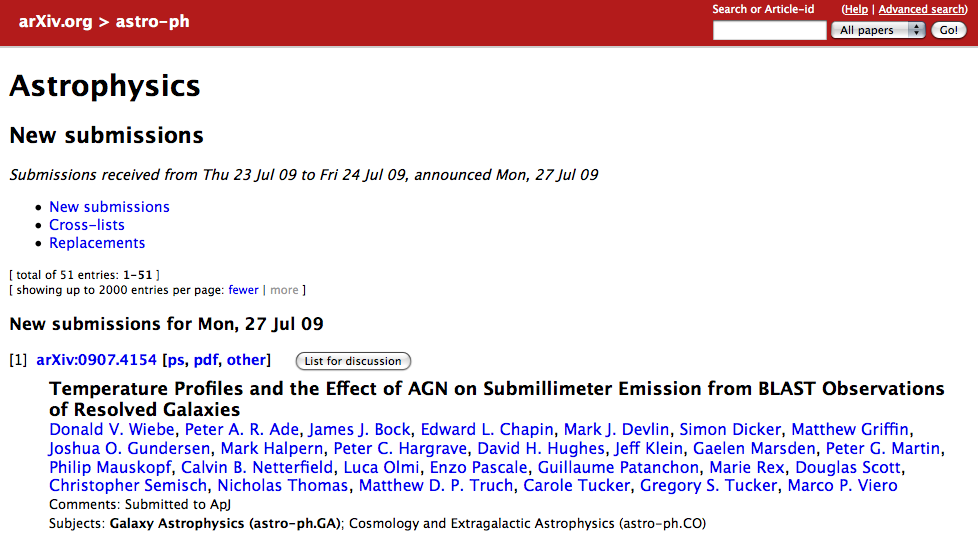 arXiv.org > astro-ph
Search or Article-id
(Help | Advanced search)
All papers
Go!
Astrophysics
New submissions
Submissions received from Thu 23 Jul 09 to Fri 24 Jul 09, announced Mon, 27 Jul 09
• New submissions
• Cross-lists
• Replacements
[ total of 51 entries: 1-51 ]
[ showing up to 2000 entries per page: fewer | more ]
New submissions for Mon, 27 Jul 09
[1] arXiv:0907.4154 [ps, pdf, other] List for discussion
Temperature Profiles and the Effect of AGN on Submillimeter Emission from BLAST Observations
of Resolved Galaxies
Donald V. Wiebe, Peter A. R. Ade, James J. Bock, Edward L. Chapin, Mark J. Devlin, Simon Dicker, Matthew Griffin,
Joshua O. Gundersen, Mark Halpern, Peter C. Hargrave, David H. Hughes, Jeff Klein, Gaelen Marsden, Peter G. Martin,
Philip Mauskopf, Calvin B. Netterfield, Luca Olmi, Enzo Pascale, Guillaume Patanchon, Marie Rex, Douglas Scott,
Christopher Semisch, Nicholas Thomas, Matthew D. P. Truch, Carole Tucker, Gregory S. Tucker, Marco P. Viero
Comments: Submitted to ApJ
Subjects: Galaxy Astrophysics (astro-ph.GA); Cosmology and Extragalactic Astrophysics (astro-ph.CO)